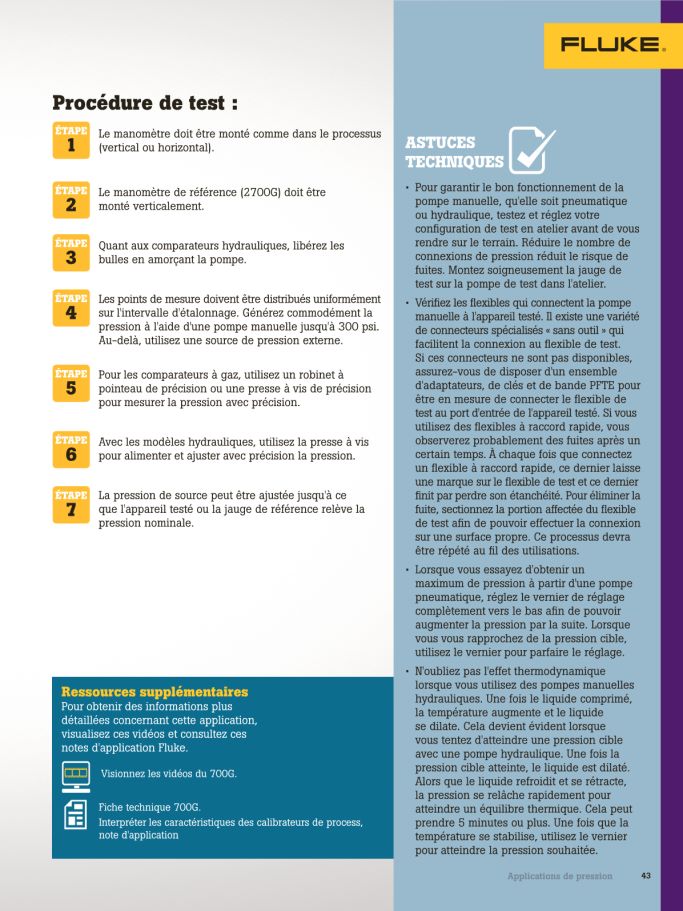 FLUKE®
Procédure de test :
ÉTAPE
1
Le manomètre doit être monté comme dans le processus
(vertical ou horizontal).
ÉTAPE
2
Le manomètre de référence (2700G) doit être
monté verticalement.
ÉTAPE
3
Quant aux comparateurs hydrauliques, libérez les
bulles en amorçant la pompe.
ÉTAPE
4
Les points de mesure doivent être distribués uniformément
sur l'intervalle d'étalonnage. Générez commodément la
pression à l'aide d'une pompe manuelle jusqu'à 300 psi.
Au-delà, utilisez une source de pression externe.
ÉTAPE
5
Pour les comparateurs à gaz, utilisez un robinet à
pointeau de précision ou une presse à vis de précision
pour mesurer la pression avec précision.
ÉTAPE
6
Avec les modèles hydrauliques, utilisez la presse à vis
pour alimenter et ajuster avec précision la pression.
ÉTAPE
7
La pression de source peut être ajustée jusqu'à ce
que l'appareil testé ou la jauge de référence relève la
pression nominale.
Ressources supplémentaires
Pour obtenir des informations plus
détaillées concernant cette application,
visualisez ces vidéos et consultez ces
notes d'application Fluke.
Visionnez les vidéos du 700G.
Fiche technique 700G.
Interpréter les caractéristiques des calibrateurs de process,
note d'application
ASTUCES
TECHNIQUES
• Pour garantir le bon fonctionnement de la
pompe manuelle, qu'elle soit pneumatique
ou hydraulique, testez et réglez votre
configuration de test en atelier avant de vous
rendre sur le terrain. Réduire le nombre de
connexions de pression réduit le risque de
fuites. Montez soigneusement la jauge de
test sur la pompe de test dans l'atelier.
• Vérifiez les flexibles qui connectent la pompe
manuelle à l'appareil testé. Il existe une variété
de connecteurs spécialisés « sans outil » qui
facilitent la connexion au flexible de test.
Si ces connecteurs ne sont pas disponibles,
assurez-vous de disposer d'un ensemble
d'adaptateurs, de clés et de bande PFTE pour
être en mesure de connecter le flexible de
test au port d'entrée de l'appareil testé. Si vous
utilisez des flexibles à raccord rapide, vous
observerez probablement des fuites après un
certain temps. À chaque fois que connectez
un flexible à raccord rapide, ce dernier laisse
une marque sur le flexible de test et ce dernier
finit par perdre son étanchéité. Pour éliminer la
fuite, sectionnez la portion affectée du flexible
de test afin de pouvoir effectuer la connexion
sur une surface propre. Ce processus devra
être répété au fil des utilisations.
• Lorsque vous essayez d'obtenir un
maximum de pression à partir d'une pompe
pneumatique, réglez le vernier de réglage
complètement vers le bas afin de pouvoir
augmenter la pression par la suite. Lorsque
vous vous rapprochez de la pression cible,
utilisez le vernier pour parfaire le réglage.
• N'oubliez pas l'effet thermodynamique
lorsque vous utilisez des pompes manuelles
hydrauliques. Une fois le liquide comprimé,
la température augmente et le liquide
se dilate. Cela devient évident lorsque
vous tentez d'atteindre une pression cible
avec une pompe hydraulique. Une fois la
pression cible atteinte, le liquide est dilaté.
Alors que le liquide refroidit et se rétracte,
la pression se relâche rapidement pour
atteindre un équilibre thermique. Cela peut
prendre 5 minutes ou plus. Une fois que la
température se stabilise, utilisez le vernier
pour atteindre la pression souhaitée.
Applications de pression 43